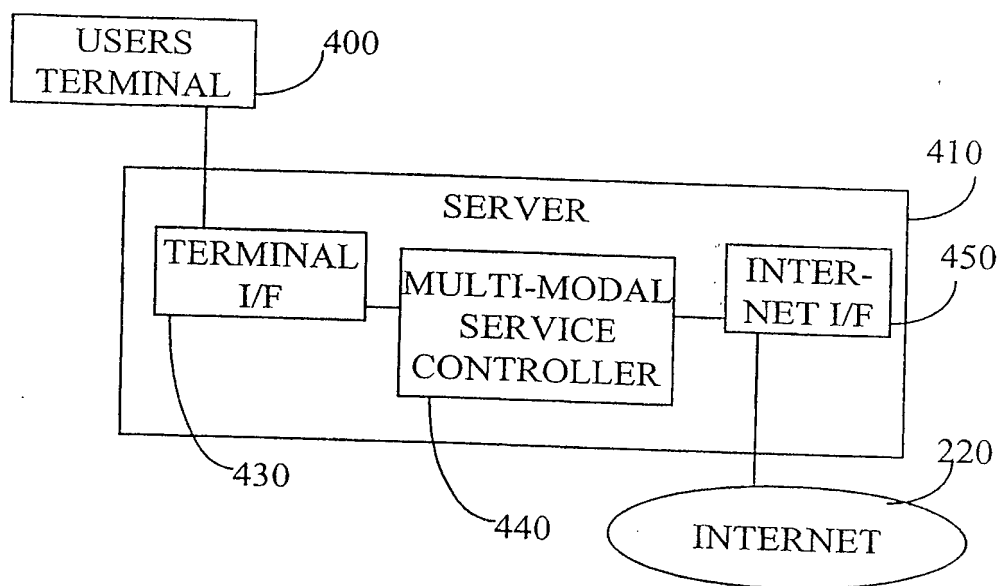 USERS
TERMINAL
400
410
SERVER
TERMINAL
I/F
MULTI-MODAL
SERVICE
CONTROLLER
INTER-
NET I/F
450
430
440
220
INTERNET